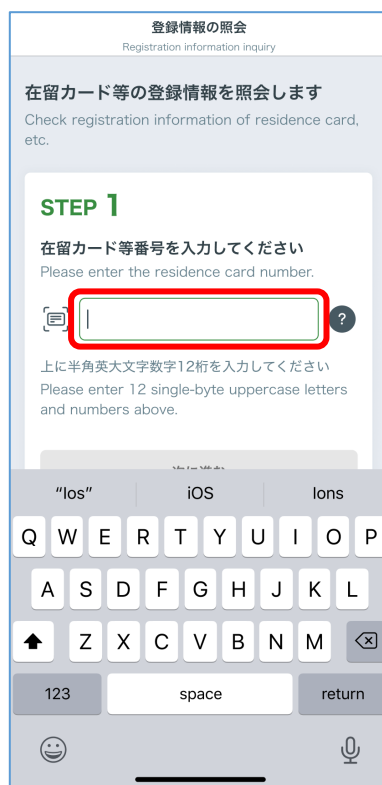 登録情報の照会
Registration information inquiry
在留カード等の登録情報を照会します
Check registration information of residence card,
etc.
STEP 1
在留カード等番号を入力してください
Please enter the residence card number.
?
上に半角英大文字数字12桁を入力してください
Please enter 12 single-byte uppercase letters
and numbers above.
"Ios" iOS Ions
Q W E R T Y U I O P
A S D F G H J K L
Z X C V B N M
123 space return